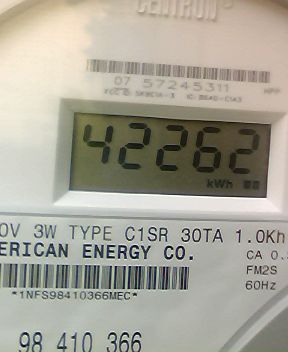 CENTRON
07 57245311
42262
kWh
0V 3W TYPE C1SR 30TA 1.0Kh
ERICAN ENERGY CO.
CA 0.
FM2S
*1NFS98410366MEC*
60Hz
98 410 366